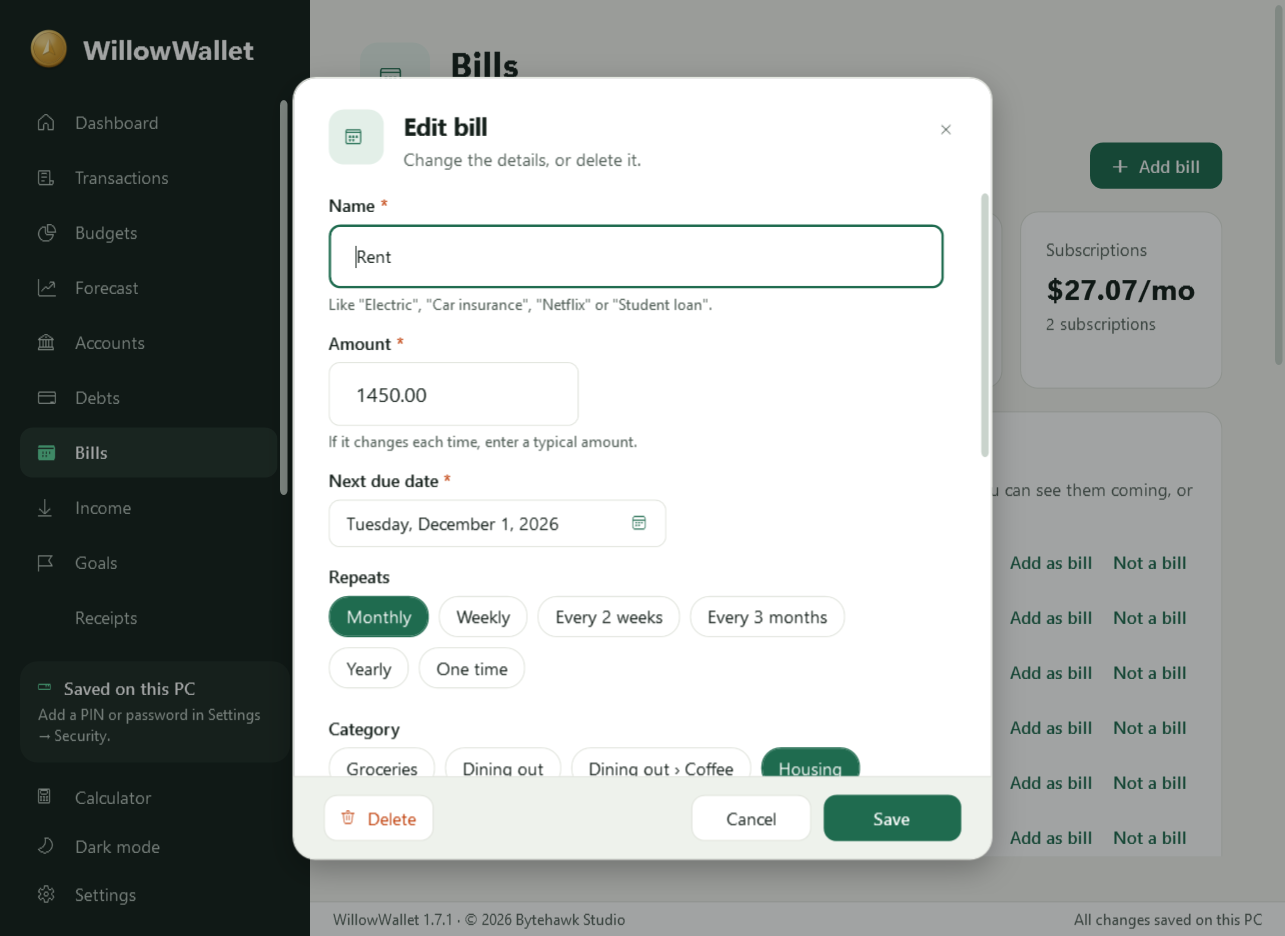 WillowWallet
Dashboard
Transactions
Budgets
Forecast
Accounts
Debts
Bills
Income
Goals
Receipts
Saved on this PC
Add a PIN or password in Settings
→ Security.
Calculator
Dark mode
Settings
Bills
+ Add bill
Subscriptions
$27.07/mo
2 subscriptions
can see them coming, or
Add as bill Not a bill
Add as bill Not a bill
Add as bill Not a bill
Add as bill Not a bill
Add as bill Not a bill
Add as bill Not a bill
Edit bill
Change the details, or delete it.
Name *
Rent
Like "Electric", "Car insurance", "Netflix" or "Student loan".
Amount *
1450.00
If it changes each time, enter a typical amount.
Next due date *
Tuesday, December 1, 2026
Repeats
Monthly Weekly Every 2 weeks Every 3 months
Yearly One time
Category
Groceries Dining out Dining out › Coffee Housing
Delete Cancel Save
WillowWallet 1.7.1 · © 2026 Bytehawk Studio
All changes saved on this PC